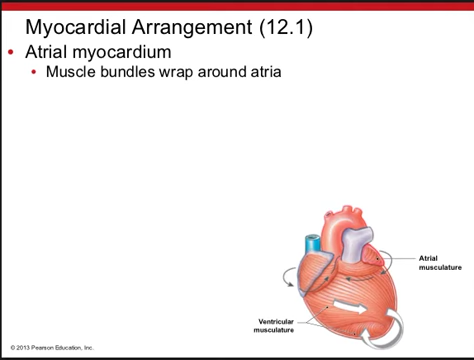 Myocardial Arrangement (12.1)
• Atrial myocardium
• Muscle bundles wrap around atria
Atrial
musculature
Ventricular
musculature
© 2013 Pearson Education, Inc.